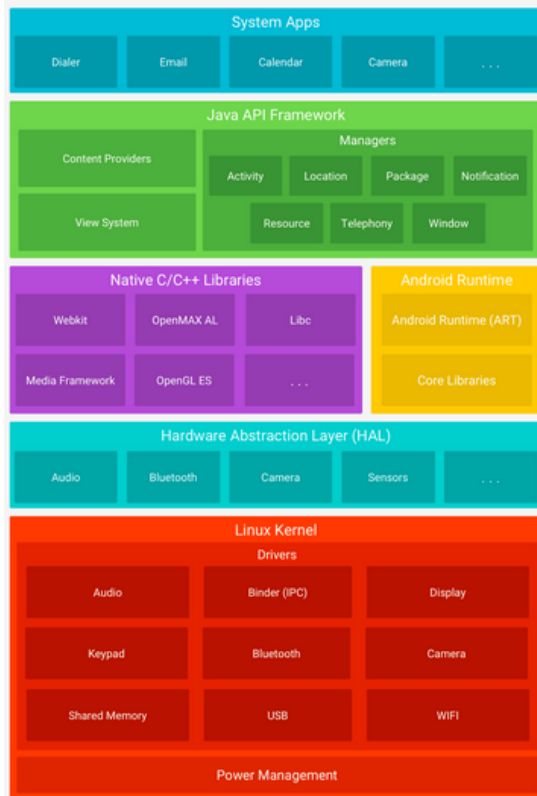 System Apps
Dialer Email Calendar Camera . . .
Java API Framework
Content Providers
View System
Managers
Activity Location Package Notification
Resource Telephony Window
Native C/C++ Libraries
Webkit OpenMAX AL Libc
Media Framework OpenGL ES . . .
Android Runtime
Android Runtime (ART)
Core Libraries
Hardware Abstraction Layer (HAL)
Audio Bluetooth Camera Sensors . . .
Linux Kernel
Drivers
Audio Binder (IPC) Display
Keypad Bluetooth Camera
Shared Memory USB WIFI
Power Management